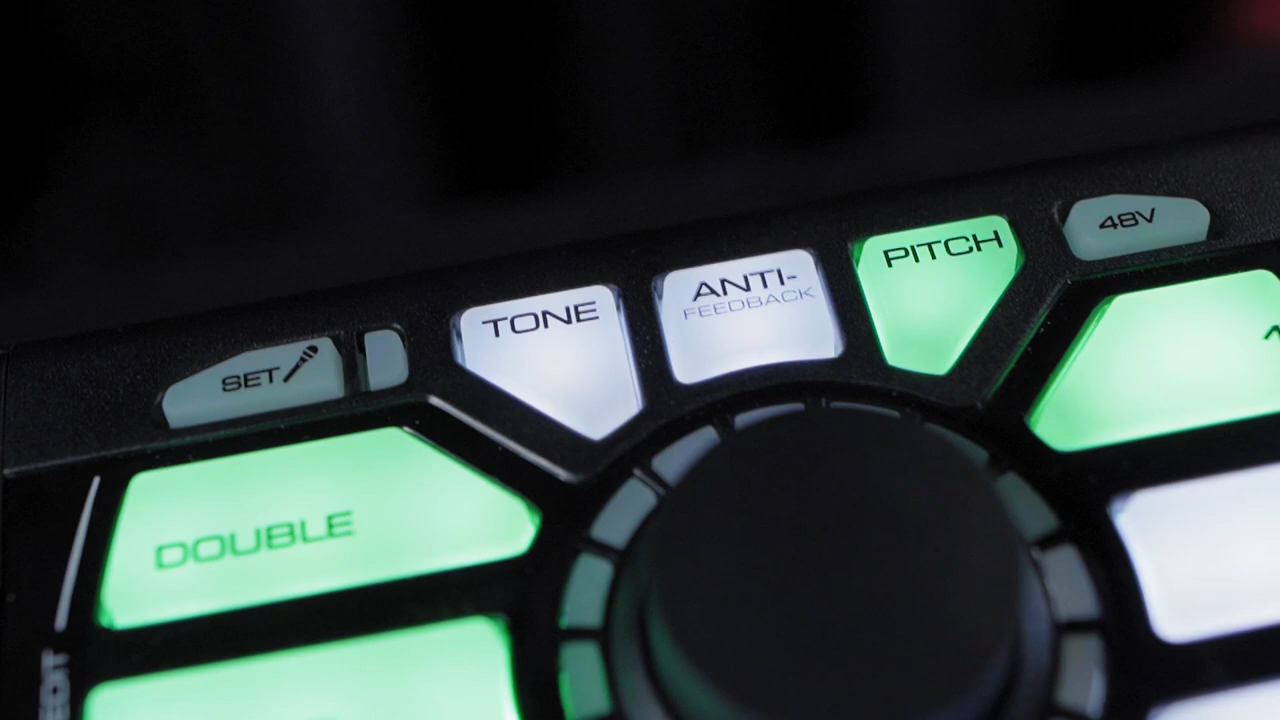 SET
TONE
ANTI-
FEEDBACK
PITCH
48V
DOUBLE